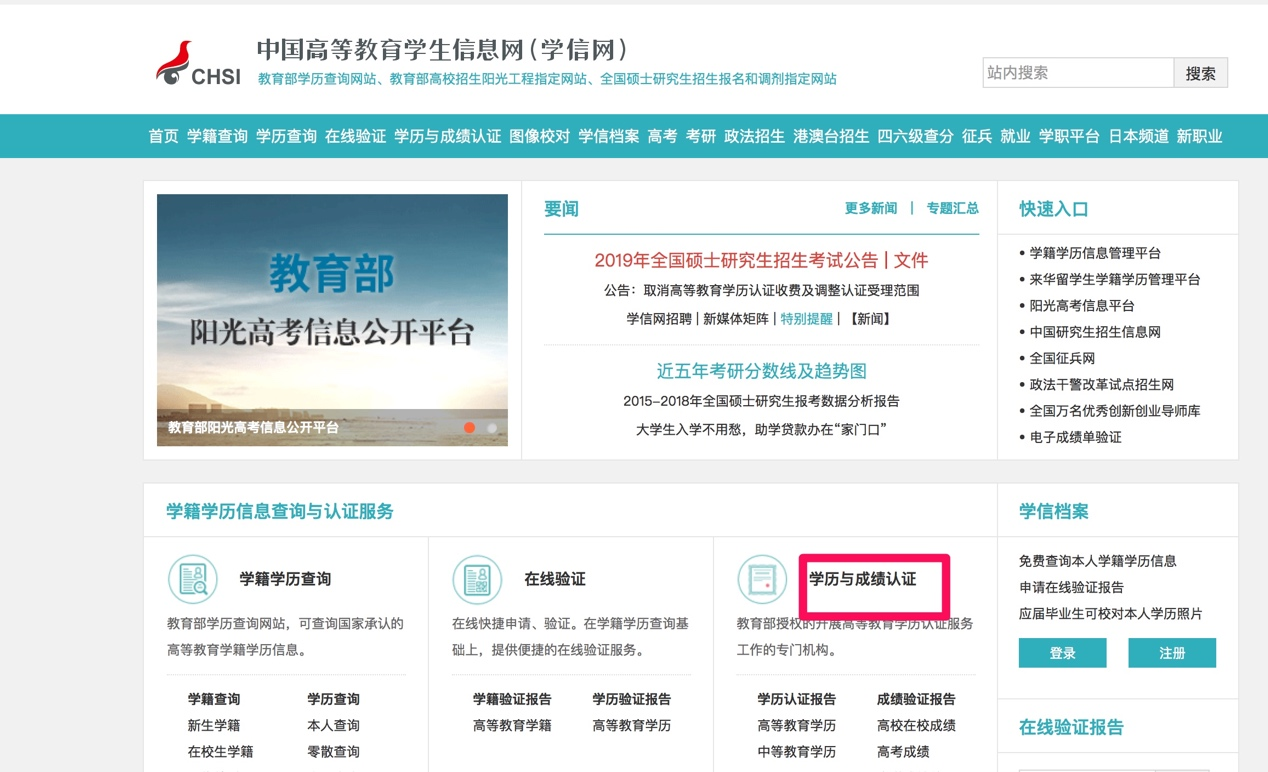 中国高等教育学生信息网(学信网)
CHSI
教育部学历查询网站、教育部高校招生阳光工程指定网站、全国硕士研究生招生报名和调剂指定网站
站内搜索
搜索
首页 学籍查询 学历查询 在线验证 学历与成绩认证 图像校对 学信档案 高考 考研 政法招生 港澳台招生 四六级查分 征兵 就业 学职平台 日本频道 新职业
教育部
阳光高考信息公开平台
教育部阳光高考信息公开平台
要闻
更多新闻 | 专题汇总
2019年全国硕士研究生招生考试公告 | 文件
公告：取消高等教育学历认证收费及调整认证受理范围
学信网招聘 | 新媒体矩阵 | 特别提醒 | 【新闻】
近五年考研分数线及趋势图
2015-2018年全国硕士研究生报考数据分析报告
大学生入学不用愁，助学贷款办在“家门口”
快速入口
• 学籍学历信息管理平台
• 来华留学生学籍学历管理平台
• 阳光高考信息平台
• 中国研究生招生信息网
• 全国征兵网
• 政法干警改革试点招生网
• 全国万名优秀创新创业导师库
• 电子成绩单验证
学籍学历信息查询与认证服务
学籍学历查询
教育部学历查询网站，可查询国家承认的
高等教育学籍学历信息。
学籍查询 学历查询
新生学籍 本人查询
在校生学籍 零散查询
在线验证
在线快捷申请、验证。在学籍学历查询基
础上，提供便捷的在线验证服务。
学籍验证报告 学历验证报告
高等教育学籍 高等教育学历
学历与成绩认证
教育部授权的开展高等教育学历认证服务
工作的专门机构。
学历认证报告 成绩验证报告
高等教育学历 高校在校成绩
中等教育学历 高考成绩
学信档案
免费查询本人学籍学历信息
申请在线验证报告
应届毕业生可校对本人学历照片
登录
注册
在线验证报告